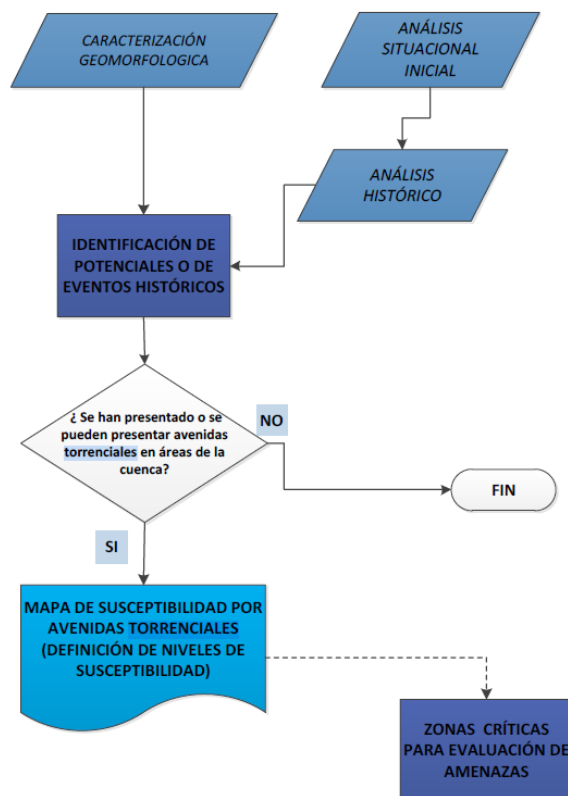 CARACTERIZACIÓN
GEOMORFOLOGICA
ANÁLISIS
SITUACIONAL
INICIAL
ANÁLISIS
HISTÓRICO
IDENTIFICACIÓN DE
POTENCIALES O DE
EVENTOS HISTÓRICOS
¿ Se han presentado o se
pueden presentar avenidas
torrenciales en áreas de la
cuenca?
NO
FIN
SI
MAPA DE SUSCEPTIBILIDAD POR
AVENIDAS TORRENCIALES
(DEFINICIÓN DE NIVELES DE
SUSCEPTIBILIDAD)
ZONAS CRÍTICAS
PARA EVALUACIÓN DE
AMENAZAS